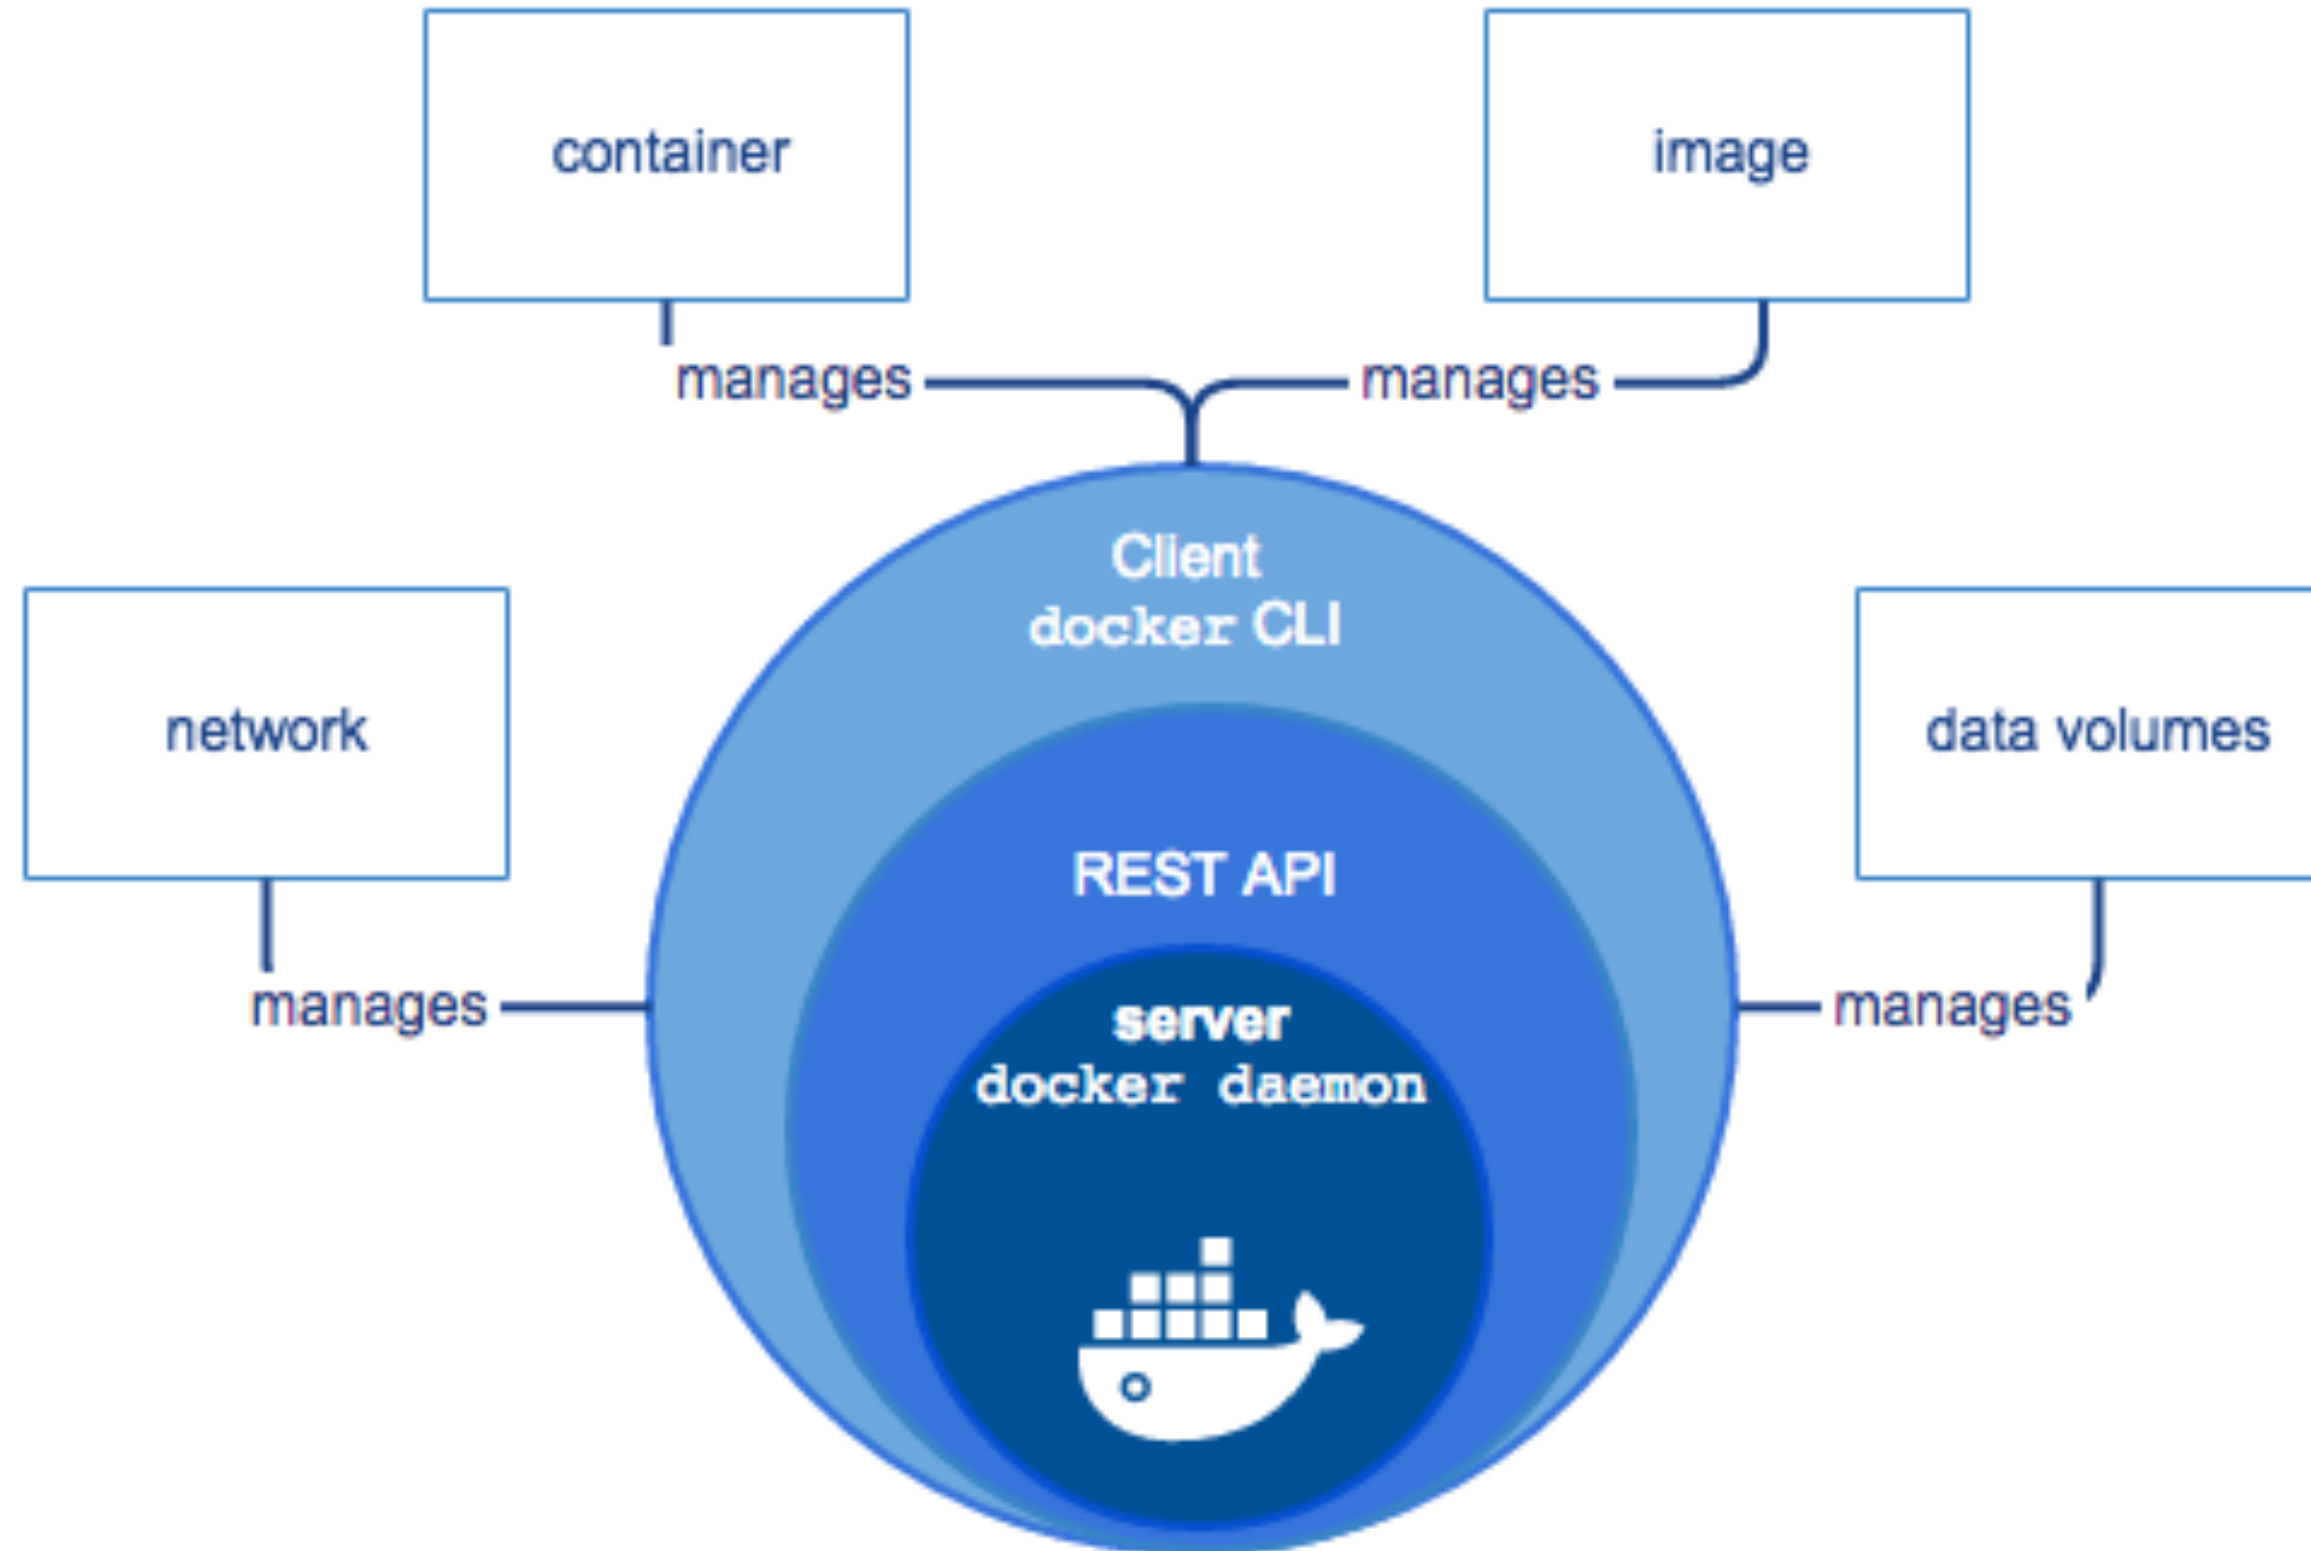 container
image
manages
manages
Client
docker CLI
network
data volumes
REST API
manages
server
docker daemon
manages